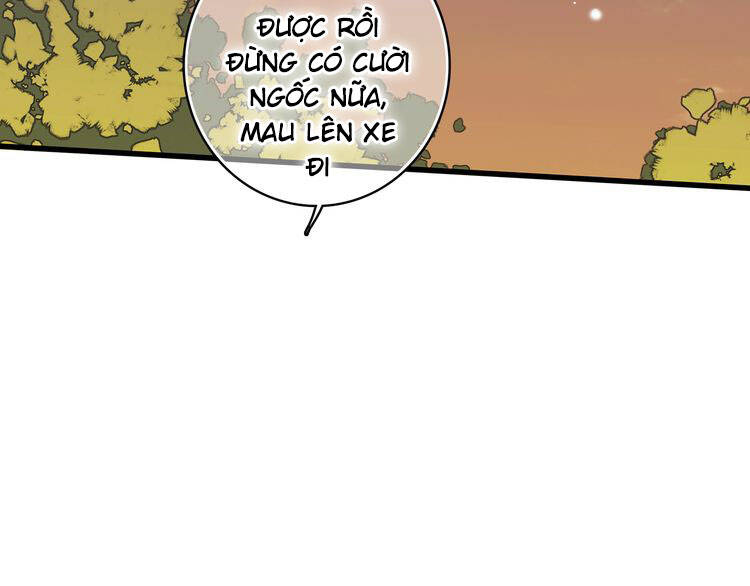 ĐƯỢC RỒI
ĐỪNG CÓ CƯỜI
NGỐC NỮA,
MAU LÊN XE
ĐI